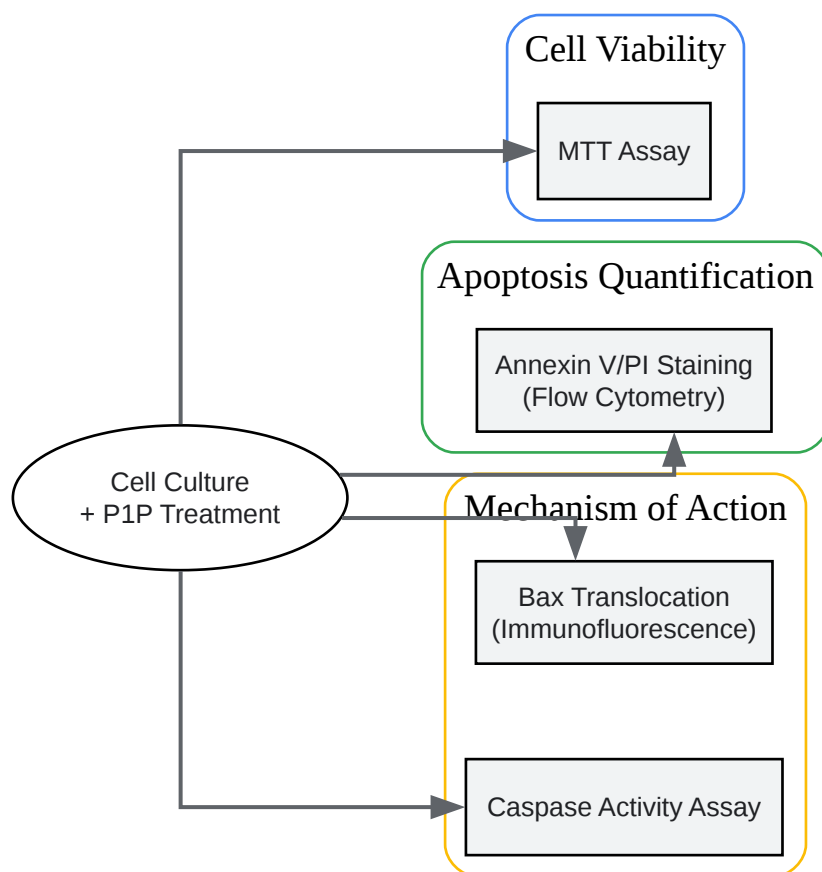 Cell Viability
MTT Assay
Apoptosis Quantification
Annexin V/PI Staining
(Flow Cytometry)
Cell Culture
+ P1P Treatment
Mechanism of Action
Bax Translocation
(Immunofluorescence)
Caspase Activity Assay